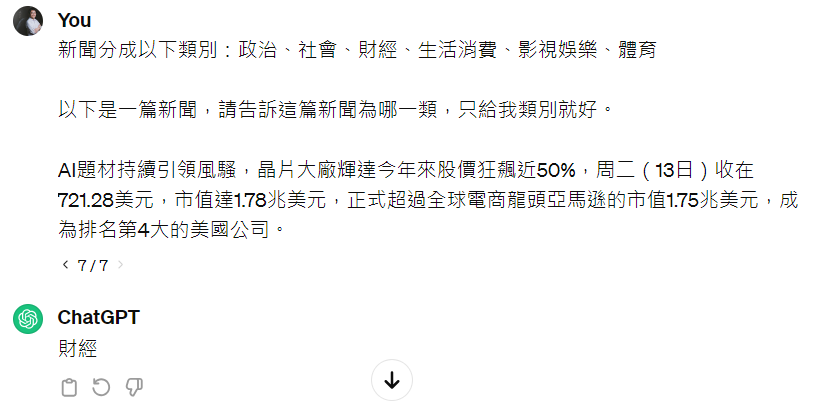 You
新聞分成以下類別：政治、社會、財經、生活消費、影視娛樂、體育
以下是一篇新聞，請告訴這篇新聞為哪一類，只給我類別就好。
AI題材持續引領風騷，晶片大廠輝達今年來股價狂飆近50%，周二（13日）收在
721.28美元，市值達1.78兆美元，正式超過全球電商龍頭亞馬遜的市值1.75兆美元，成
為排名第4大的美國公司。
< 7 / 7 >
ChatGPT
財經